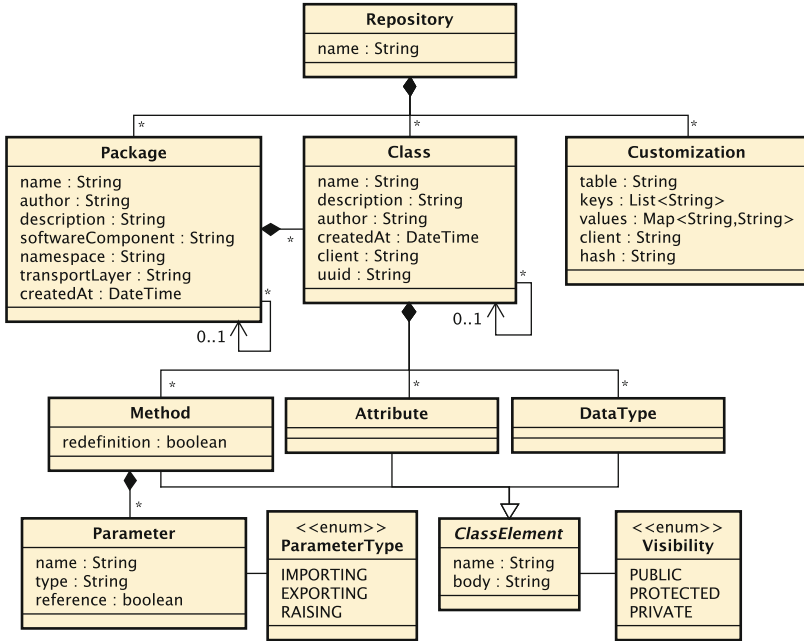 Repository
name : String
*
*
*
Package
name : String
author : String
description : String
softwareComponent : String
namespace : String
transportLayer : String
createdAt : DateTime
*
0..1
*
Class
name : String
description : String
author : String
createdAt : DateTime
client : String
uuid : String
*
0..1
Customization
table : String
keys : List<String>
values : Map<String,String>
client : String
hash : String
*
*
*
Method
redefinition : boolean
Attribute
DataType
*
Parameter
name : String
type : String
reference : boolean
<<enum>>
ParameterType
IMPORTING
EXPORTING
RAISING
ClassElement
name : String
body : String
<<enum>>
Visibility
PUBLIC
PROTECTED
PRIVATE